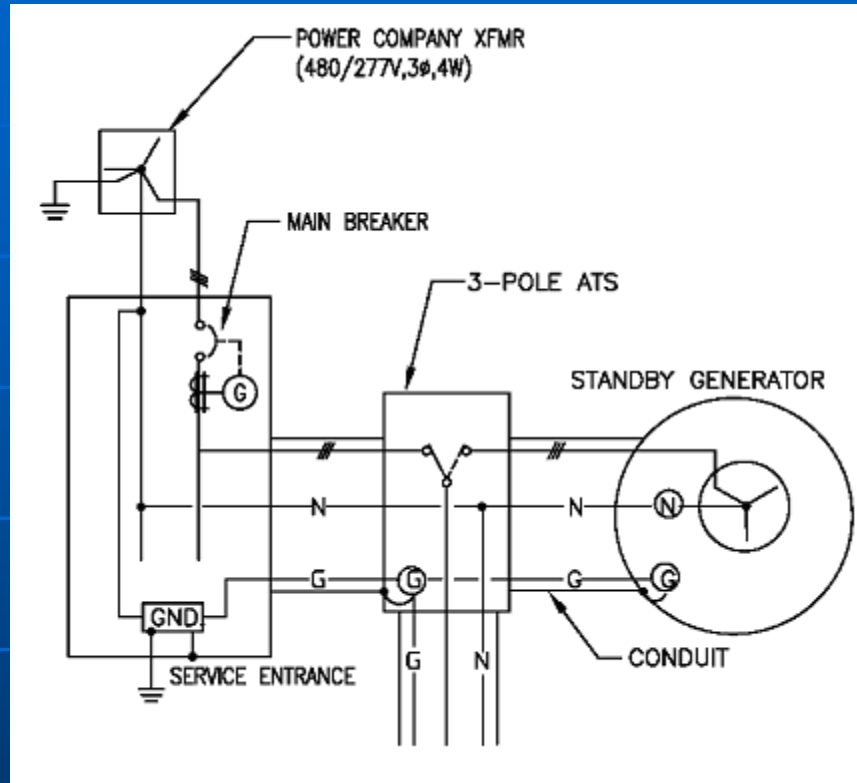 POWER COMPANY XFMR
(480/277V,3ø,4W)
MAIN BREAKER
3-POLE ATS
G
STANDBY GENERATOR
N
N
N
G
G
G
G
GND.
G
N
CONDUIT
SERVICE ENTRANCE